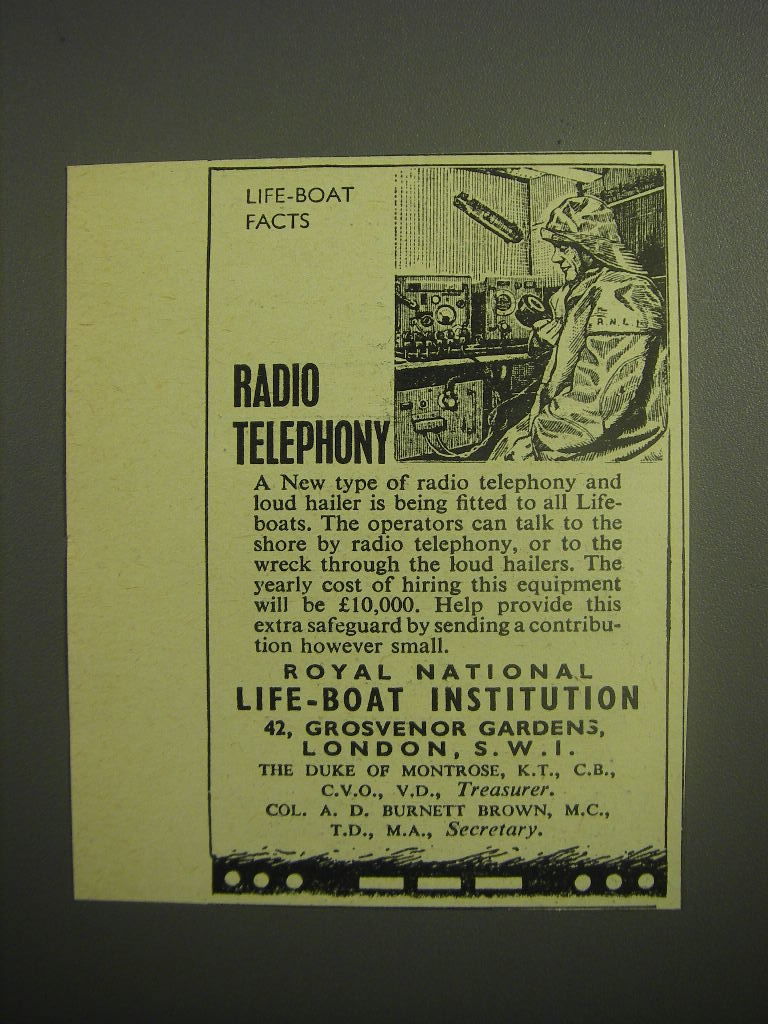 LIFE-BOAT
FACTS
R.N.L.I
RADIO
TELEPHONY
A New type of radio telephony and
loud hailer is being fitted to all Life-
boats. The operators can talk to the
shore by radio telephony, or to the
wreck through the loud hailers. The
yearly cost of hiring this equipment
will be £10,000. Help provide this
extra safeguard by sending a contribu-
tion however small.
ROYAL NATIONAL
LIFE-BOAT INSTITUTION
42, GROSVENOR GARDENS,
LONDON, S.W.I.
THE DUKE OF MONTROSE, K.T., C.B.,
C.V.O., V.D., Treasurer.
COL. A. D. BURNETT BROWN, M.C.,
T.D., M.A., Secretary.